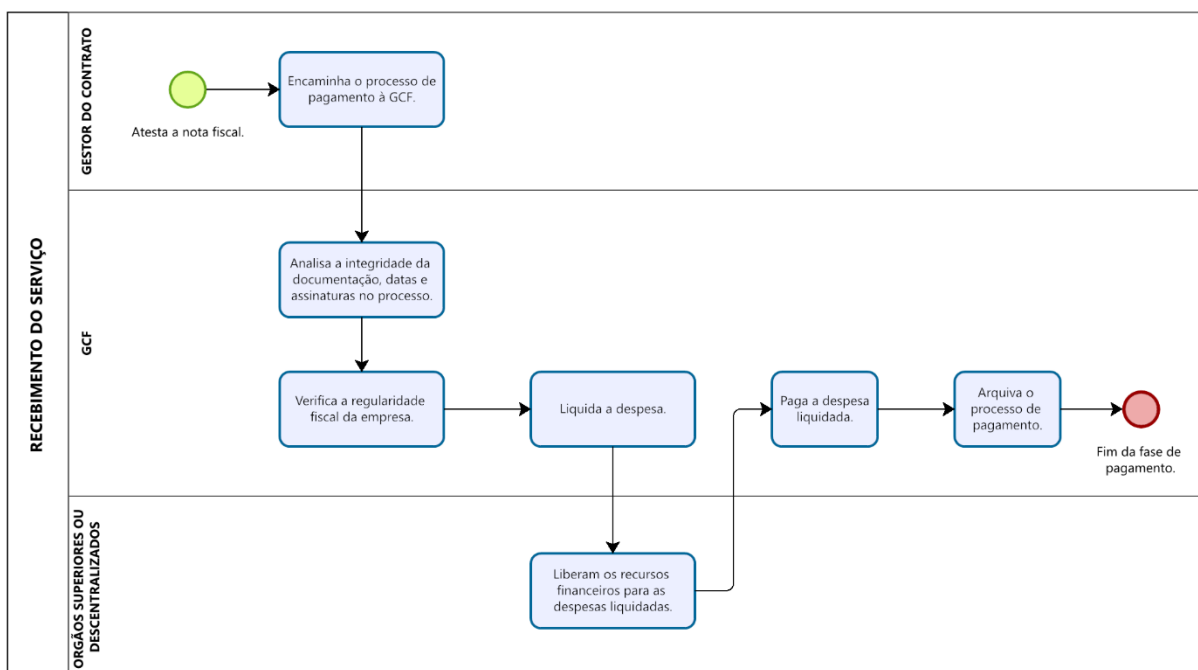 RECEBIMENTO DO SERVIÇO
GESTOR DO CONTRATO
Atesta a nota fiscal.
Encaminha o processo de
pagamento à GCF.
GCF
Analisa a integridade da
documentação, datas e
assinaturas no processo.
Verifica a regularidade
fiscal da empresa.
Liquida a despesa.
Paga a despesa
liquidada.
Arquiva o
processo de
pagamento.
Fim da fase de
pagamento.
ORGÃOS SUPERIORES OU
DESCENTRALIZADOS
Liberam os recursos
financeiros para as
despesas liquidadas.